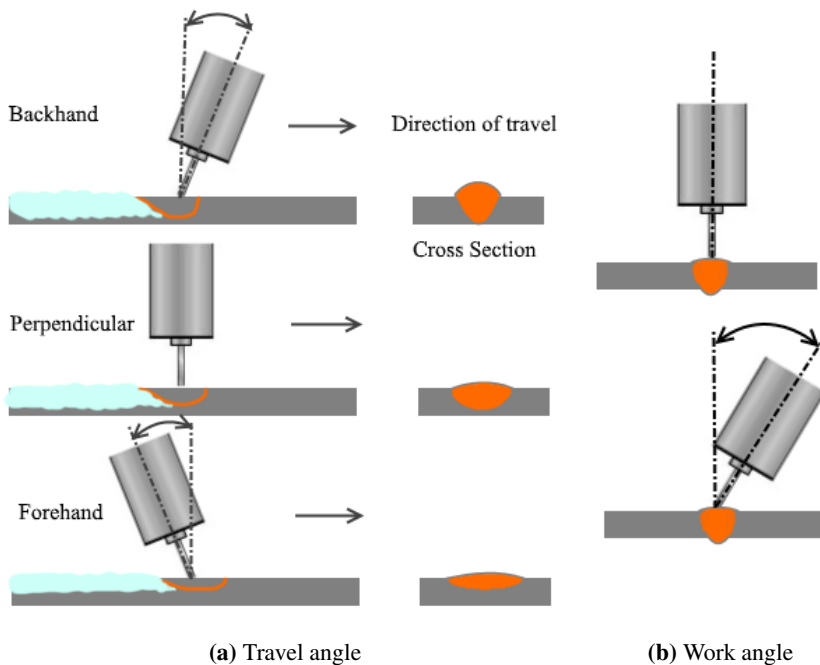 Backhand
Direction of travel
Cross Section
Perpendicular
Forehand
(a) Travel angle
(b) Work angle